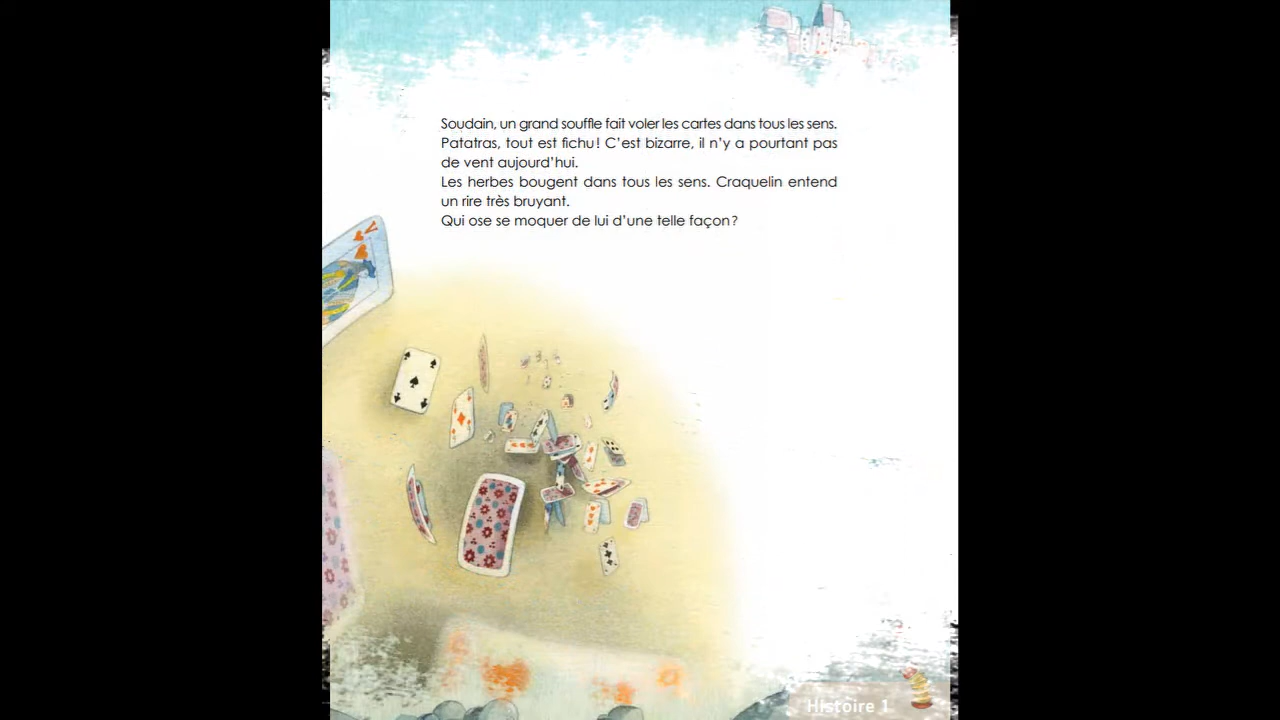 Soudain, un grand souffle fait voler les cartes dans tous les sens.
Patatras, tout est fichu! C'est bizarre, il n'y a pourtant pas
de vent aujourd'hui.
Les herbes bougent dans tous les sens. Craquelin entend
un rire très bruyant.
Qui ose se moquer de lui d'une telle façon?
V
Histoire 1